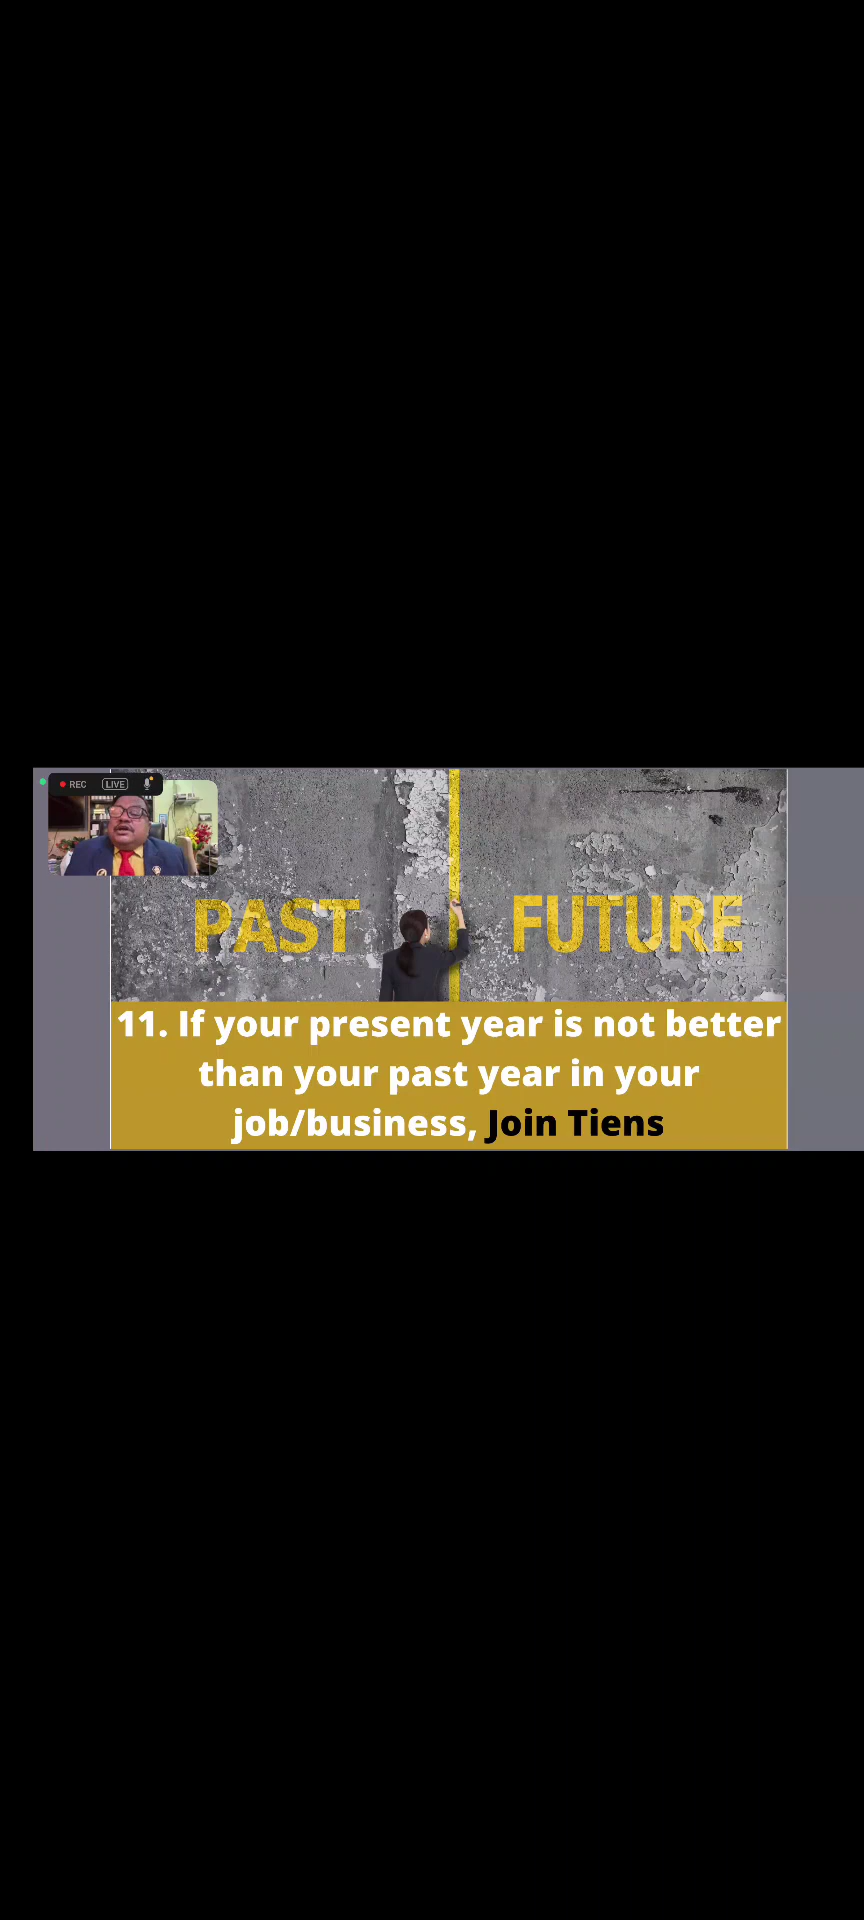 REC LIVE
PAST FUTURE
11. If your present year is not better
than your past year in your
job/business, Join Tiens